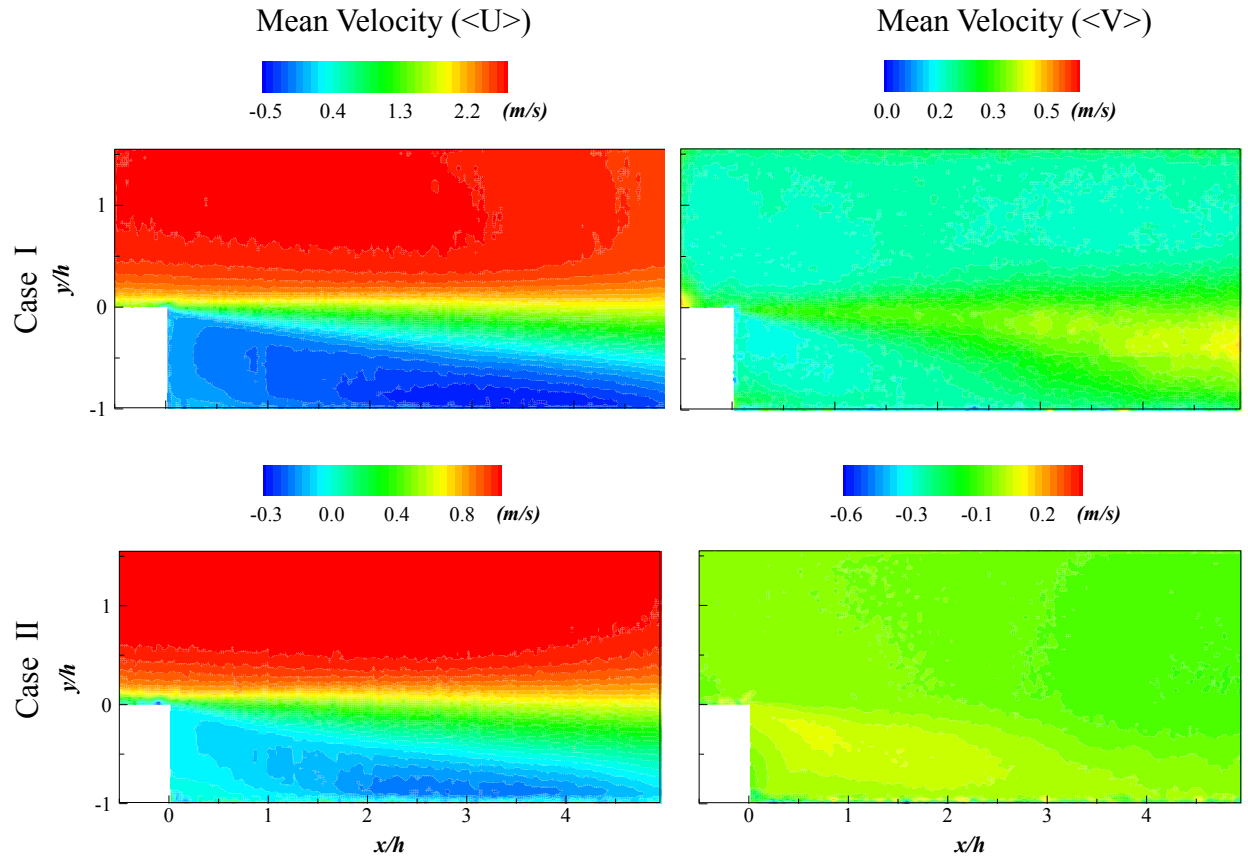 Mean Velocity (<U>)
Mean Velocity (<V>)
-0.5 0.4 1.3 2.2 (m/s)
0.0 0.2 0.3 0.5 (m/s)
Case I
y/h
1
0
-1
-0.3 0.0 0.4 0.8 (m/s)
-0.6 -0.3 -0.1 0.2 (m/s)
Case II
y/h
1
0
-1
0 1 2 3 4
0 1 2 3 4
x/h
x/h